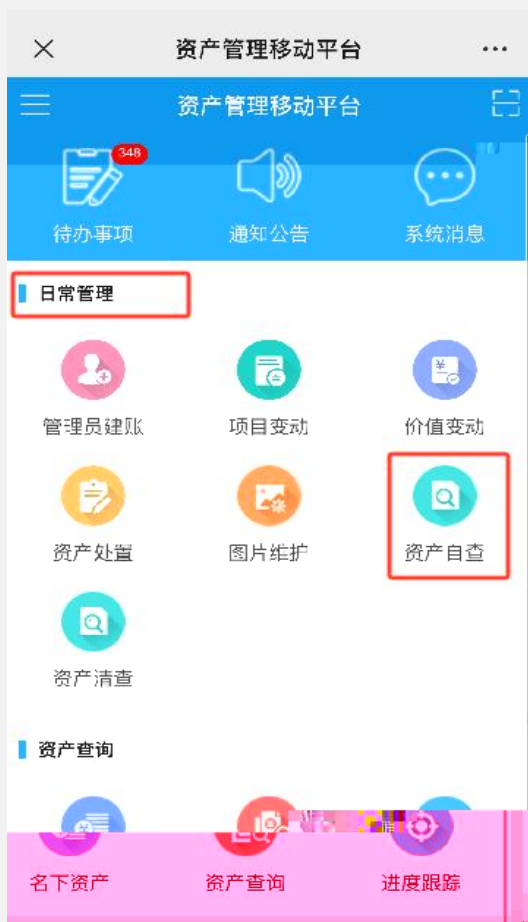 资产管理移动平台
资产管理移动平台
348
待办事项 通知公告 系统消息
日常管理
管理员建账 项目变动 价值变动
资产处置 图片维护 资产自查
资产清查
资产查询
名下资产 资产查询 进度跟踪